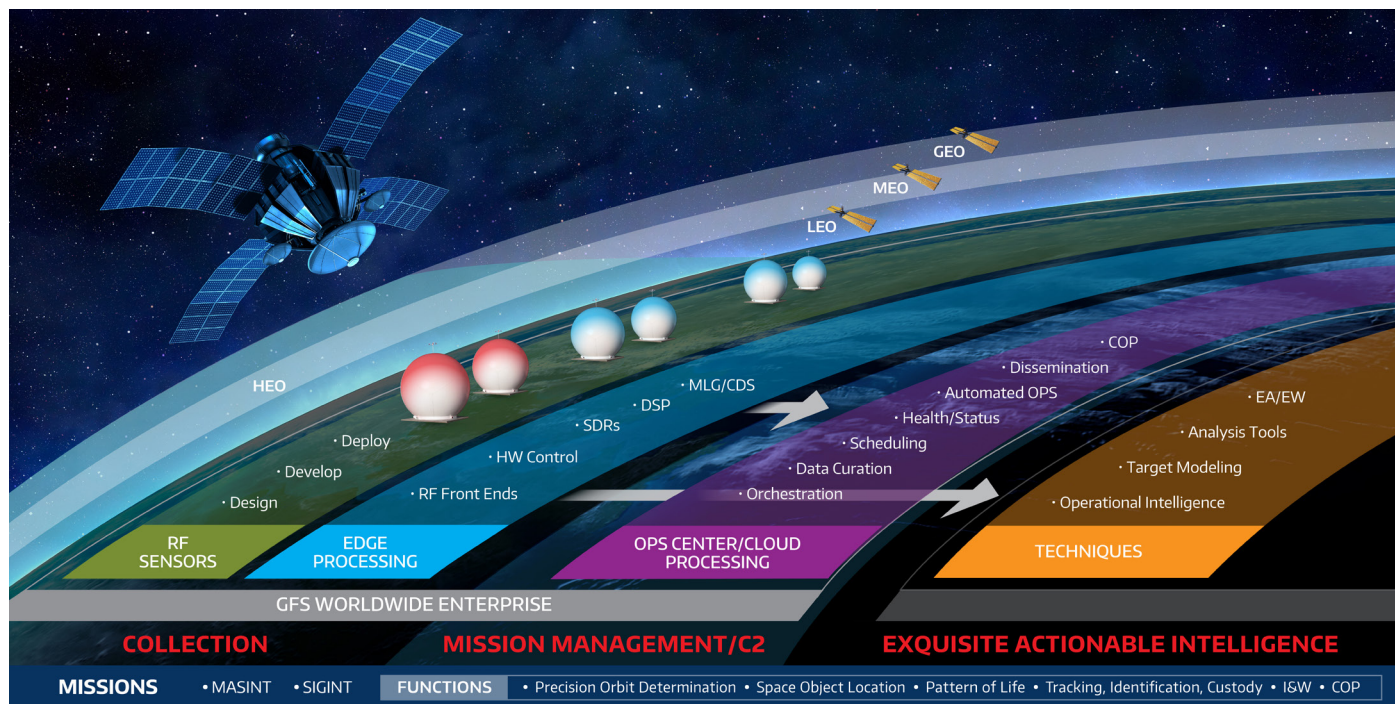 GEO
MEO
LEO
HEO
· Deploy
· Develop
· Design
· MLG/CDS
· DSP
· SDRs
· HW Control
· RF Front Ends
· COP
· Dissemination
· Automated OPS
· Health/Status
· Scheduling
· Data Curation
· Orchestration
· EA/EW
· Analysis Tools
· Target Modeling
· Operational Intelligence
RF
SENSORS
EDGE
PROCESSING
OPS CENTER/CLOUD
PROCESSING
TECHNIQUES
GFS WORLDWIDE ENTERPRISE
COLLECTION
MISSION MANAGEMENT/C2
EXQUISITE ACTIONABLE INTELLIGENCE
MISSIONS • MASINT • SIGINT FUNCTIONS • Precision Orbit Determination • Space Object Location • Pattern of Life • Tracking, Identification, Custody • I&W • COP